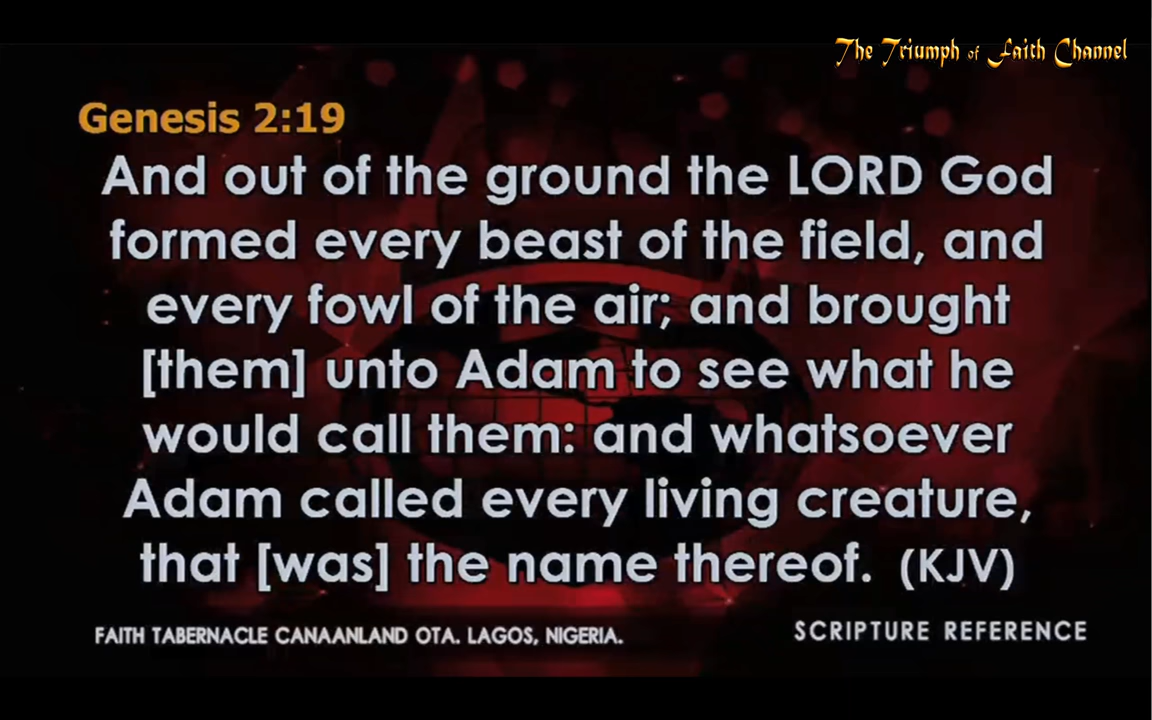 The Triumph of Faith Channel
Genesis 2:19
And out of the ground the LORD God
formed every beast of the field, and
every fowl of the air; and brought
[them] unto Adam to see what he
would call them: and whatsoever
Adam called every living creature,
that [was] the name thereof. (KJV)
FAITH TABERNACLE CANAANLAND OTA. LAGOS, NIGERIA.
SCRIPTURE REFERENCE